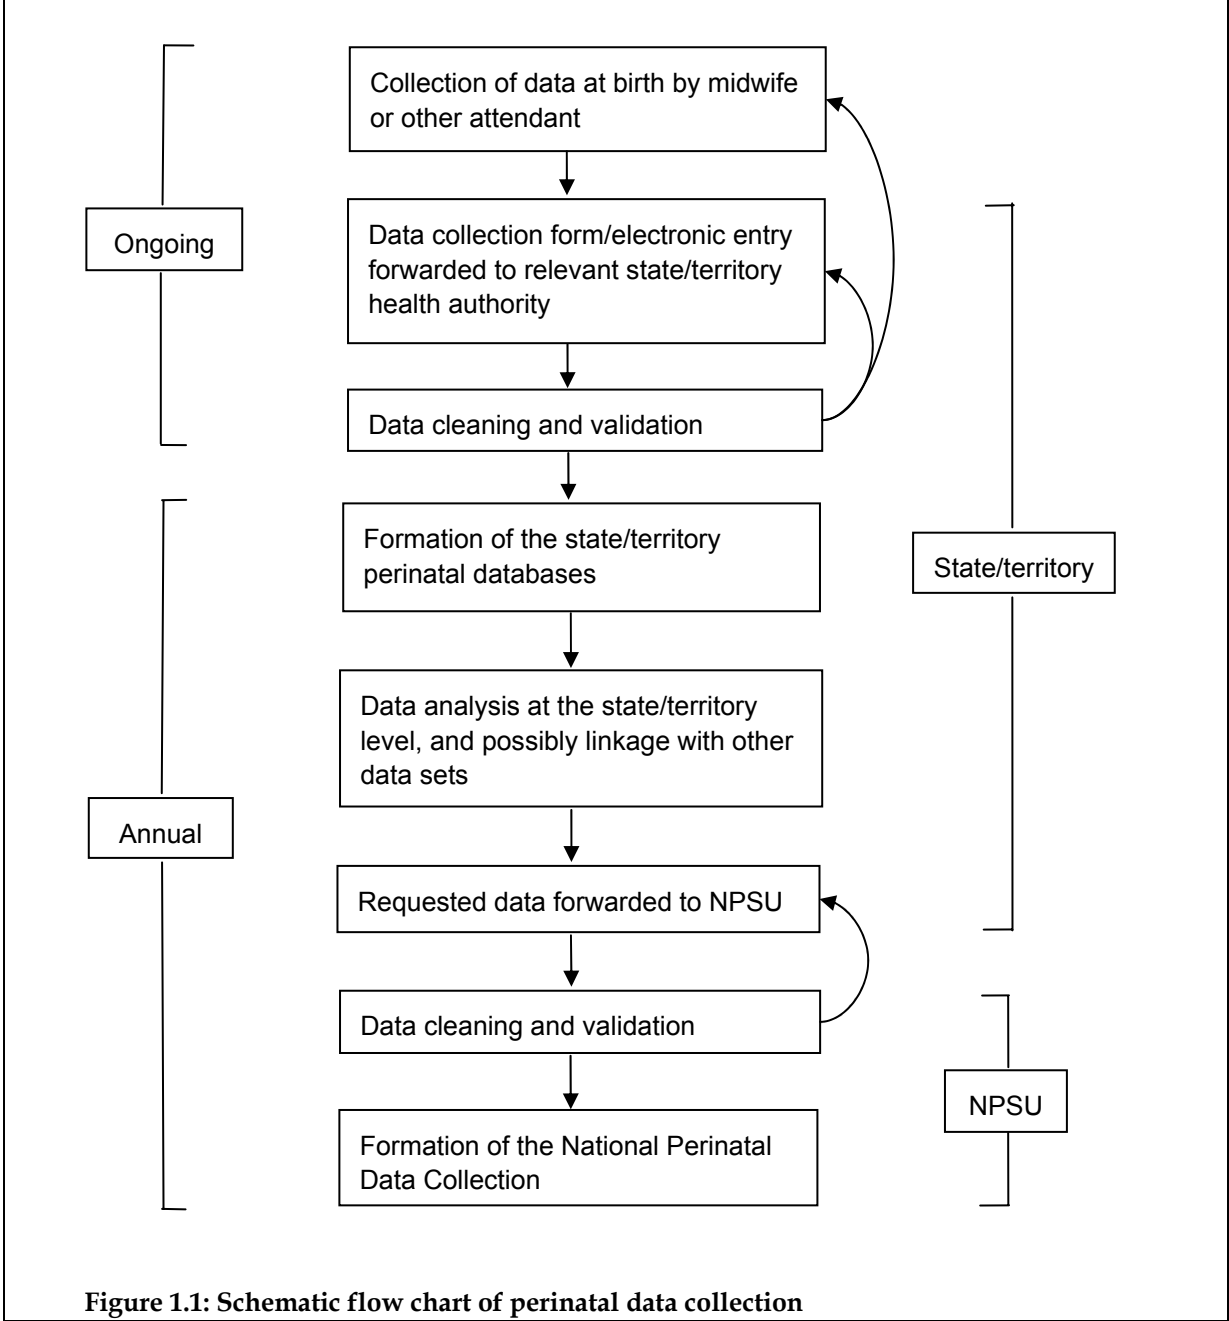 Collection of data at birth by midwife
or other attendant
Ongoing
Data collection form/electronic entry
forwarded to relevant state/territory
health authority
Data cleaning and validation
Formation of the state/territory
perinatal databases
State/territory
Data analysis at the state/territory
level, and possibly linkage with other
data sets
Annual
Requested data forwarded to NPSU
Data cleaning and validation
NPSU
Formation of the National Perinatal
Data Collection
Figure 1.1: Schematic flow chart of perinatal data collection